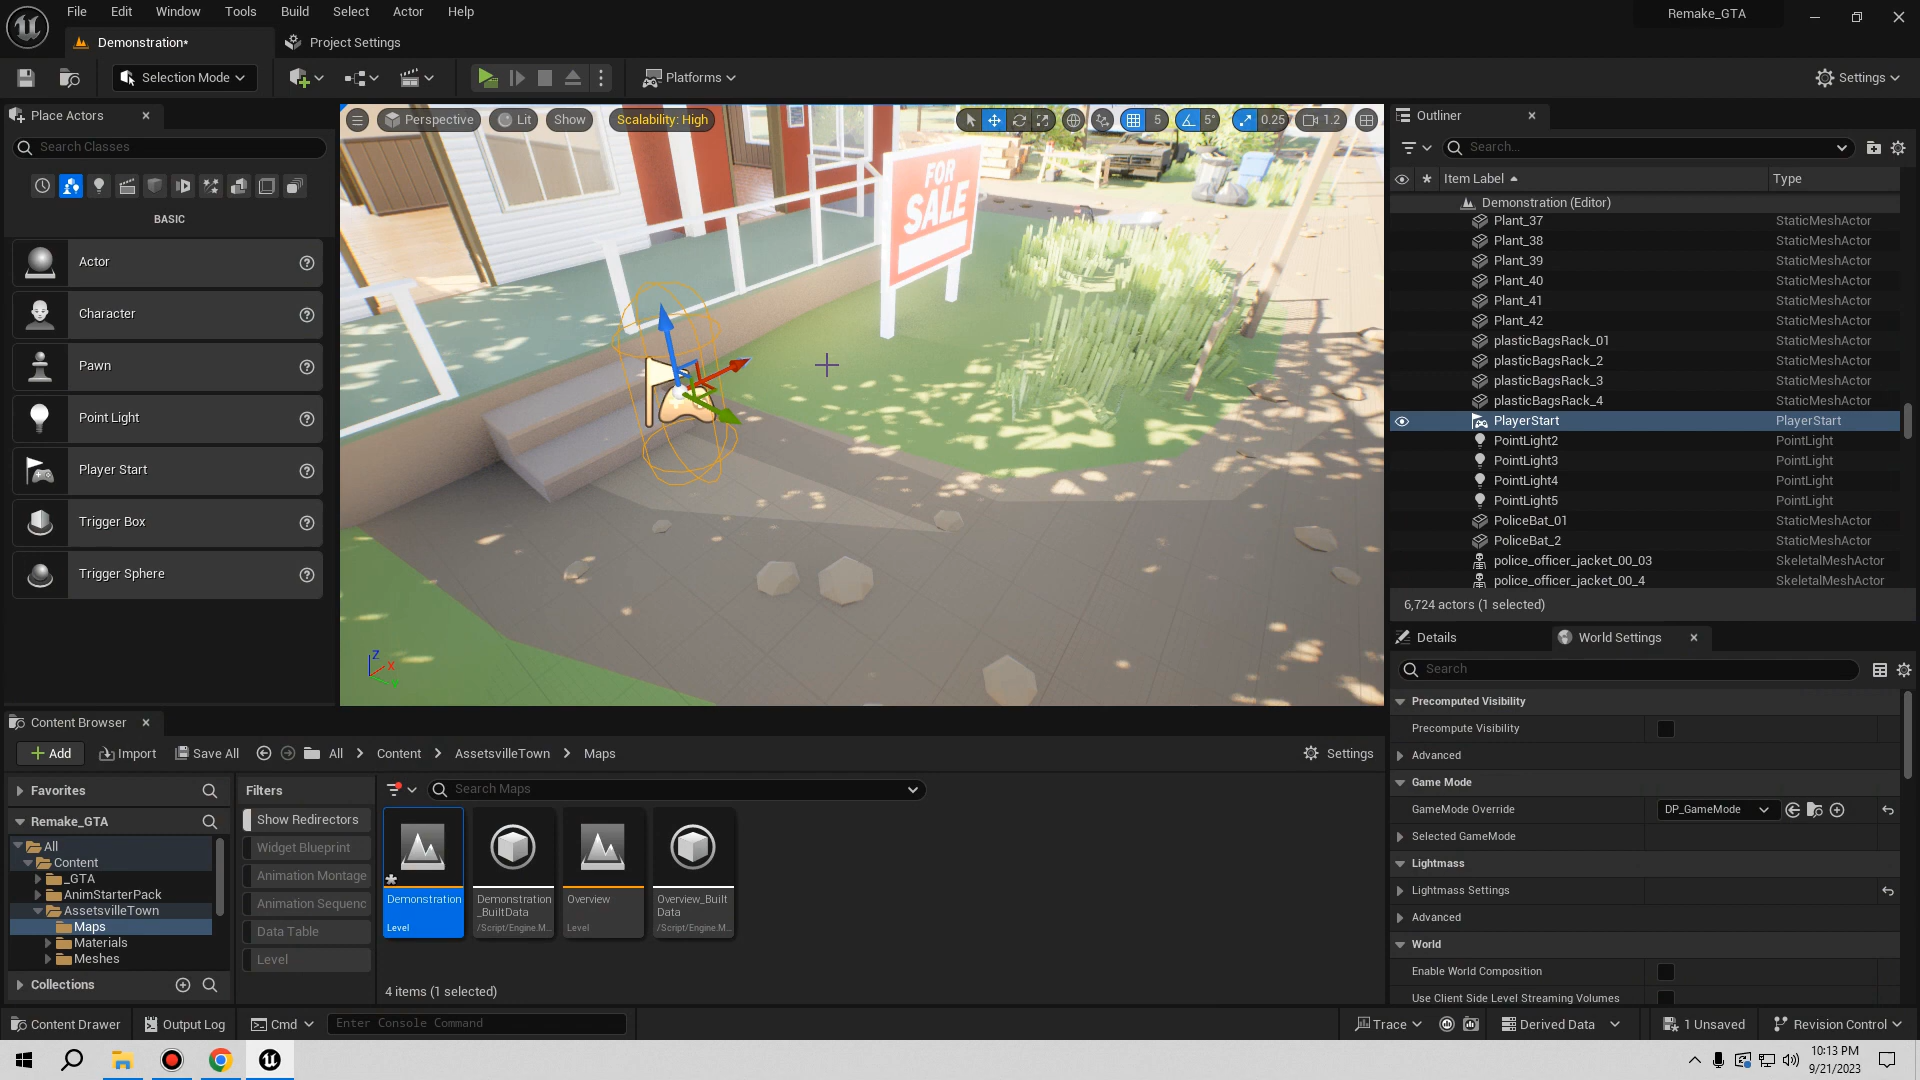 File Edit Window Tools Build Select Actor Help
Remake_GTA
Demonstration*
Project Settings
Selection Mode
Platforms
Settings
Place Actors
Search Classes
BASIC
Actor
Character
Pawn
Point Light
Player Start
Trigger Box
Trigger Sphere
Perspective
Lit
Show
Scalability: High
5
5°
0.25
1.2
FOR
SALE
Z
X
Y
Outliner
Search...
Item Label
Type
Demonstration (Editor)
Plant_37 StaticMeshActor
Plant_38 StaticMeshActor
Plant_39 StaticMeshActor
Plant_40 StaticMeshActor
Plant_41 StaticMeshActor
Plant_42 StaticMeshActor
plasticBagsRack_01 StaticMeshActor
plasticBagsRack_2 StaticMeshActor
plasticBagsRack_3 StaticMeshActor
plasticBagsRack_4 StaticMeshActor
PlayerStart PlayerStart
PointLight2 PointLight
PointLight3 PointLight
PointLight4 PointLight
PointLight5 PointLight
PoliceBat_01 StaticMeshActor
PoliceBat_2 StaticMeshActor
police_officer_jacket_00_03 SkeletalMeshActor
police_officer_jacket_00_4 SkeletalMeshActor
6,724 actors (1 selected)
Details
World Settings
Search
Precomputed Visibility
Precompute Visibility
Advanced
Game Mode
GameMode Override DP_GameMode
Selected GameMode
Lightmass
Lightmass Settings
Advanced
World
Enable World Composition
Use Client Side Level Streaming Volumes
Content Browser
Add
Import
Save All
All
Content
AssetsvilleTown
Maps
Settings
Favorites
Remake_GTA
All
Content
_GTA
AnimStarterPack
AssetsvilleTown
Maps
Materials
Meshes
Collections
Filters
Show Redirectors
Widget Blueprint
Animation Montage
Animation Sequenc
Data Table
Level
Search Maps
Demonstration
Level
Demonstration
_BuiltData
/Script/Engine.M...
Overview
Level
Overview_Built
Data
/Script/Engine.M...
4 items (1 selected)
Content Drawer
Output Log
Cmd
Enter Console Command
Trace
Derived Data
1 Unsaved
Revision Control
10:13 PM
9/21/2023